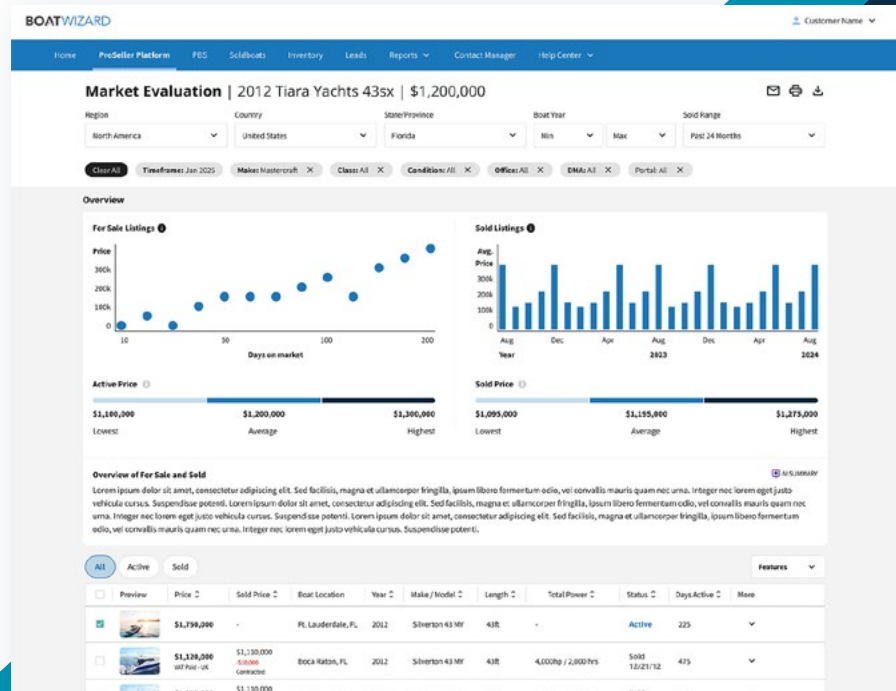 BOATWIZARD
Customer Name
Home ProSeller Platform PBS Soldboats Inventory Leads Reports Contact Manager Help Center
Market Evaluation | 2012 Tiara Yachts 43sx | $1,200,000
Region Country State/Province Boat Year Sold Range
North America United States Florida Min Max Past 24 Months
Clear All Timeframe: Jan 2025 Make: Mastercraft X Class: All X Condition: All X Office: All X DMA: All X Portal: All X
Overview
For Sale Listings
Price
300k
200k
100k
0
10 50 100 200
Days on market
Sold Listings
Avg.
Price
300k
200k
100k
0
Aug Dec Apr Aug Dec Apr Aug
Year 2023 2024
Active Price
$1,100,000 $1,200,000 $1,300,000
Lowest Average Highest
Sold Price
$1,095,000 $1,195,000 $1,275,000
Lowest Average Highest
Overview of For Sale and Sold
AI SUMMARY
Lorem ipsum dolor sit amet, consectetur adipiscing elit. Sed facilisis, magna et ullamcorper fringilla, ipsum libero fermentum odio, vel convallis mauris quam nec urna. Integer nec lorem eget justo
vehicula cursus. Suspendisse potenti. Lorem ipsum dolor sit amet, consectetur adipiscing elit. Sed facilisis, magna et ullamcorper fringilla, ipsum libero fermentum odio, vel convallis mauris quam nec
urna. Integer nec lorem eget justo vehicula cursus. Suspendisse potenti. Lorem ipsum dolor sit amet, consectetur adipiscing elit. Sed facilisis, magna et ullamcorper fringilla, ipsum libero fermentum
odio, vel convallis mauris quam nec urna. Integer nec lorem eget justo vehicula cursus. Suspendisse potenti.
All Active Sold
Features
Preview Price Sold Price Boat Location Year Make / Model Length Total Power Status Days Active More
$1,750,000 - Ft. Lauderdale, FL 2012 Silverton 43 MY 43ft - Active 225
$1,120,000 $1,110,000 Boca Raton, FL 2012 Silverton 43 MY 43ft 4,000hp / 2,000 hrs Sold 475
VAT Paid - UK -$10,000 12/21/12
Contracted
$1,110,000